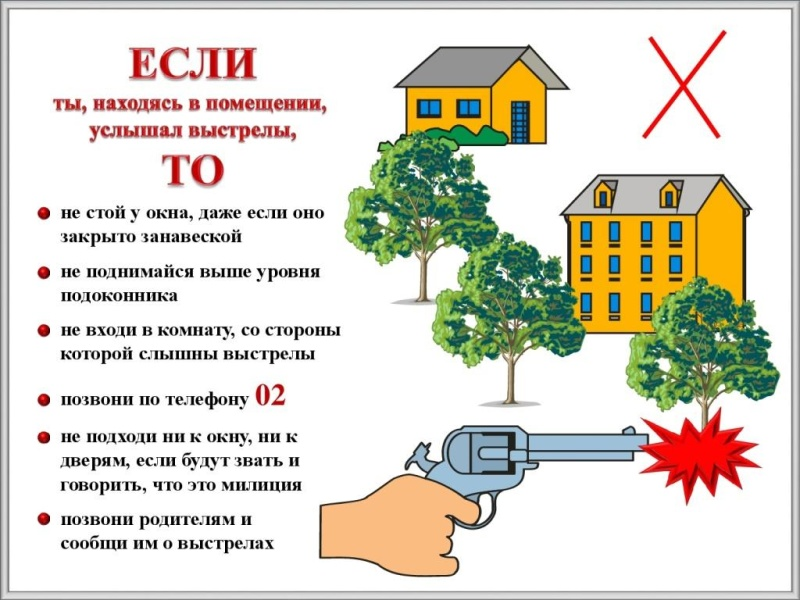 ЕСЛИ
ты, находясь в помещении,
услышал выстрелы,
ТО
не стой у окна, даже если оно
закрыто занавеской
не поднимайся выше уровня
подоконника
не входи в комнату, со стороны
которой слышны выстрелы
позвони по телефону 02
не подходи ни к окну, ни к
дверям, если будут звать и
говорить, что это милиция
позвони родителям и
сообщи им о выстрелах